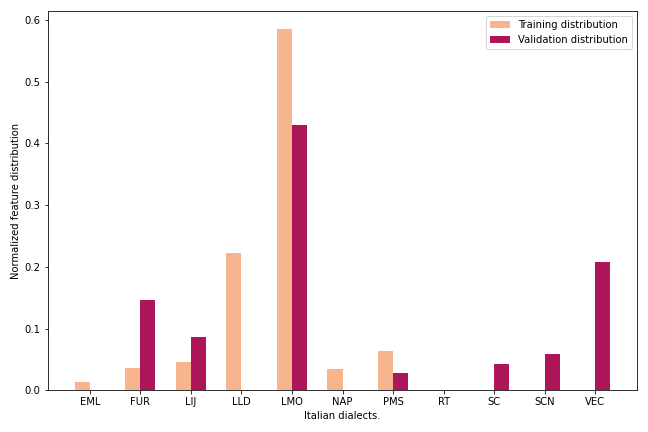 Training distribution
Validation distribution
Normalized feature distribution
0.6
0.5
0.4
0.3
0.2
0.1
0.0
EML FUR LIJ LLD LMO NAP PMS RT SC SCN VEC
Italian dialects.